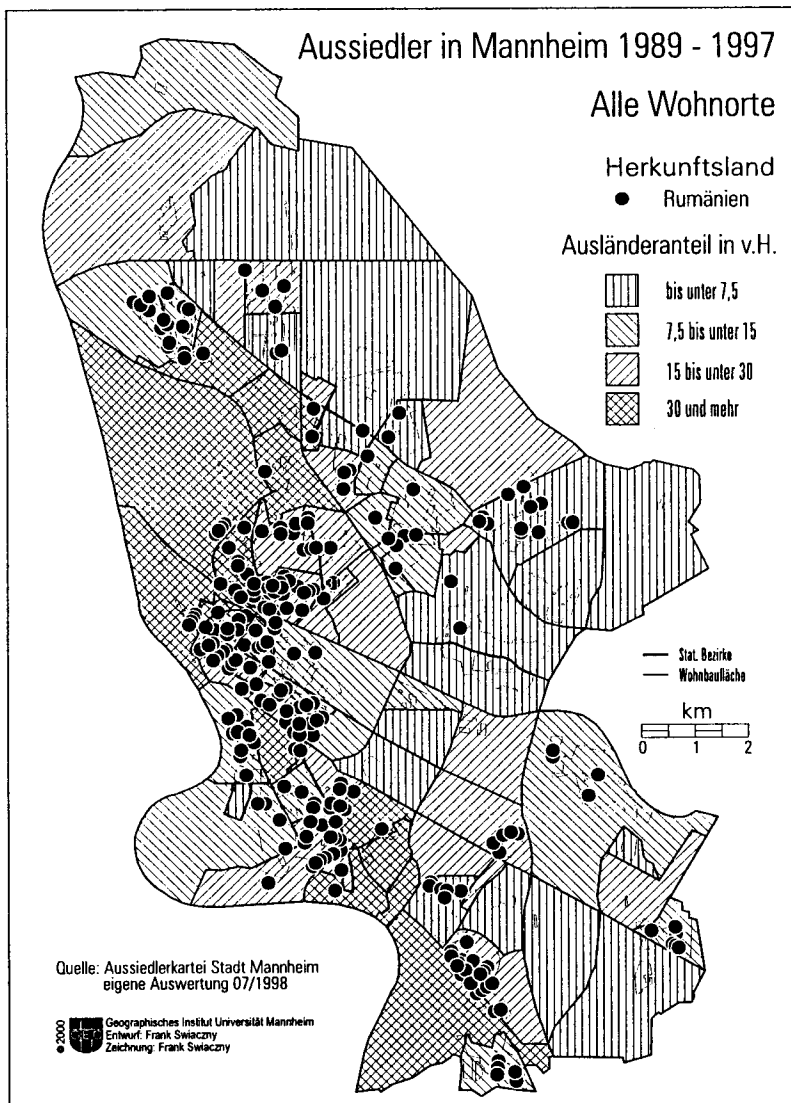 Aussiedler in Mannheim 1989 - 1997
Alle Wohnorte
Herkunftsland
Rumänien
Ausländeranteil in v.H.
bis unter 7,5
7,5 bis unter 15
15 bis unter 30
30 und mehr
Stat. Bezirke
Wohnbaufläche
km
0 1 2
Quelle: Aussiedlerkartei Stadt Mannheim
eigene Auswertung 07/1998
© 2000
Geographisches Institut Universität Mannheim
Entwurf: Frank Swiaczny
Zeichnung: Frank Swiaczny